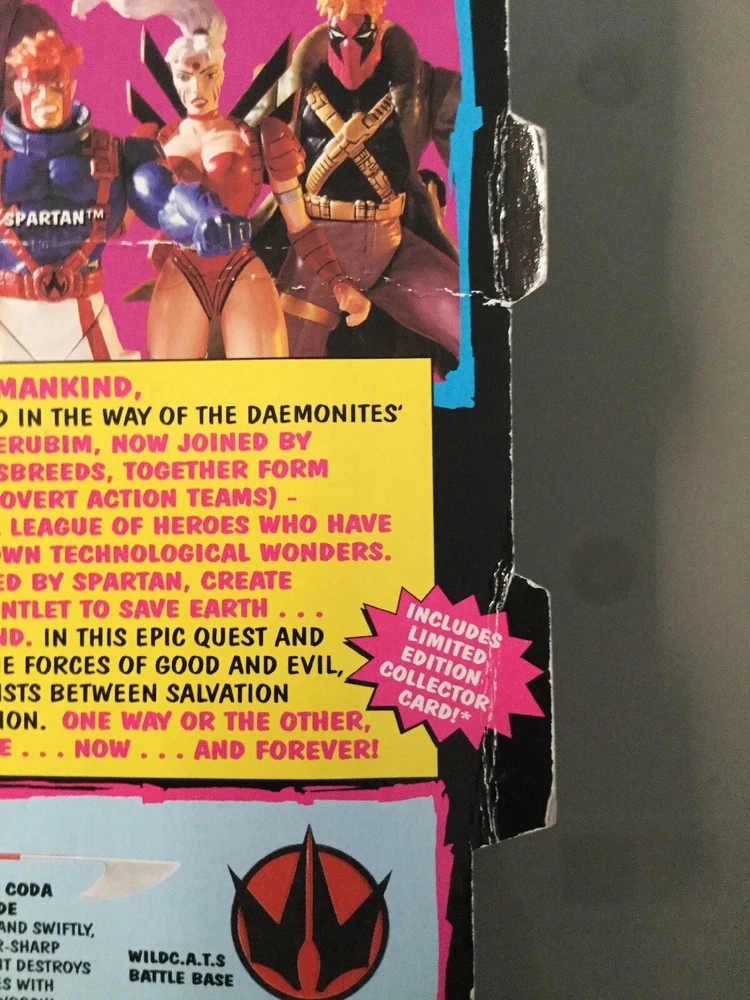 SPARTAN™
MANKIND,
IN THE WAY OF THE DAEMONITES'
ERUBIM, NOW JOINED BY
SBREEDS, TOGETHER FORM
OVERT ACTION TEAMS) -
LEAGUE OF HEROES WHO HAVE
WN TECHNOLOGICAL WONDERS.
ED BY SPARTAN, CREATE
NTLET TO SAVE EARTH . . .
ND. IN THIS EPIC QUEST AND
E FORCES OF GOOD AND EVIL,
ISTS BETWEEN SALVATION
ION. ONE WAY OR THE OTHER,
E . . . NOW . . . AND FOREVER!
INCLUDES
LIMITED
EDITION
COLLECTOR
CARD!*
CODA
DE
AND SWIFTLY,
R-SHARP
IT DESTROYS
ES WITH
WILDC.A.T.S
BATTLE BASE